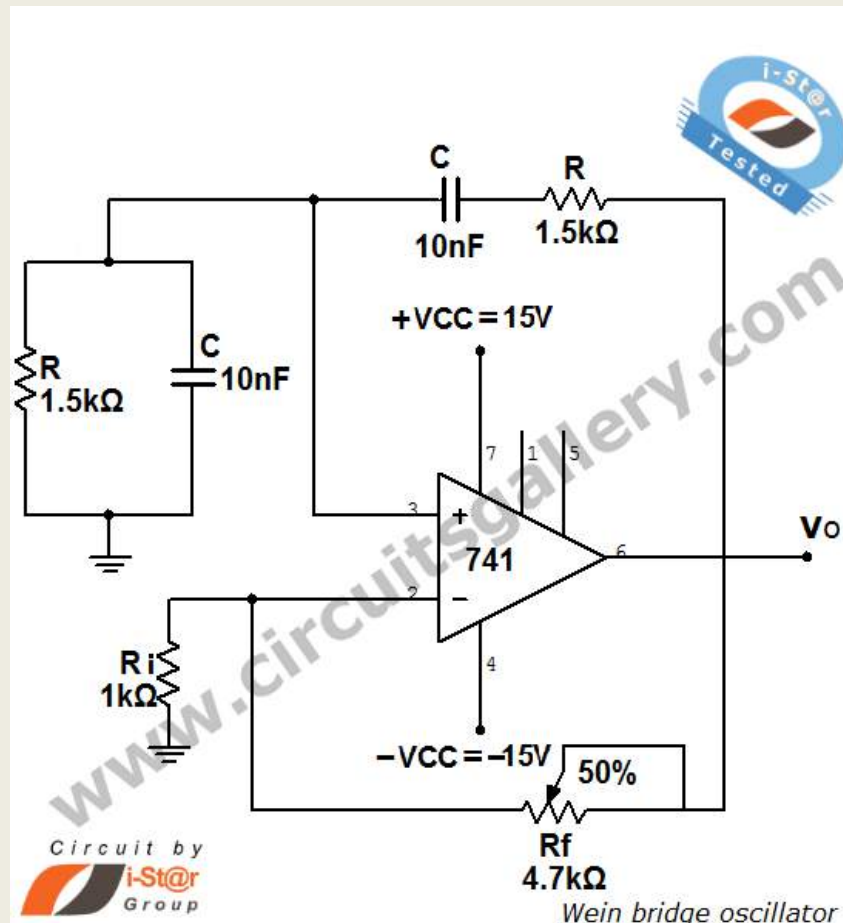 i-St@r
Tested
C
R
10nF
1.5kΩ
+VCC=15V
R
1.5kΩ
C
10nF
7
1
5
3
+
741
6
VO
2
−
4
Ri
1kΩ
−VCC=−15V
50%
Rf
4.7kΩ
www.circuitsgallery.com
Circuit by
i-St@r
Group
Wein bridge oscillator